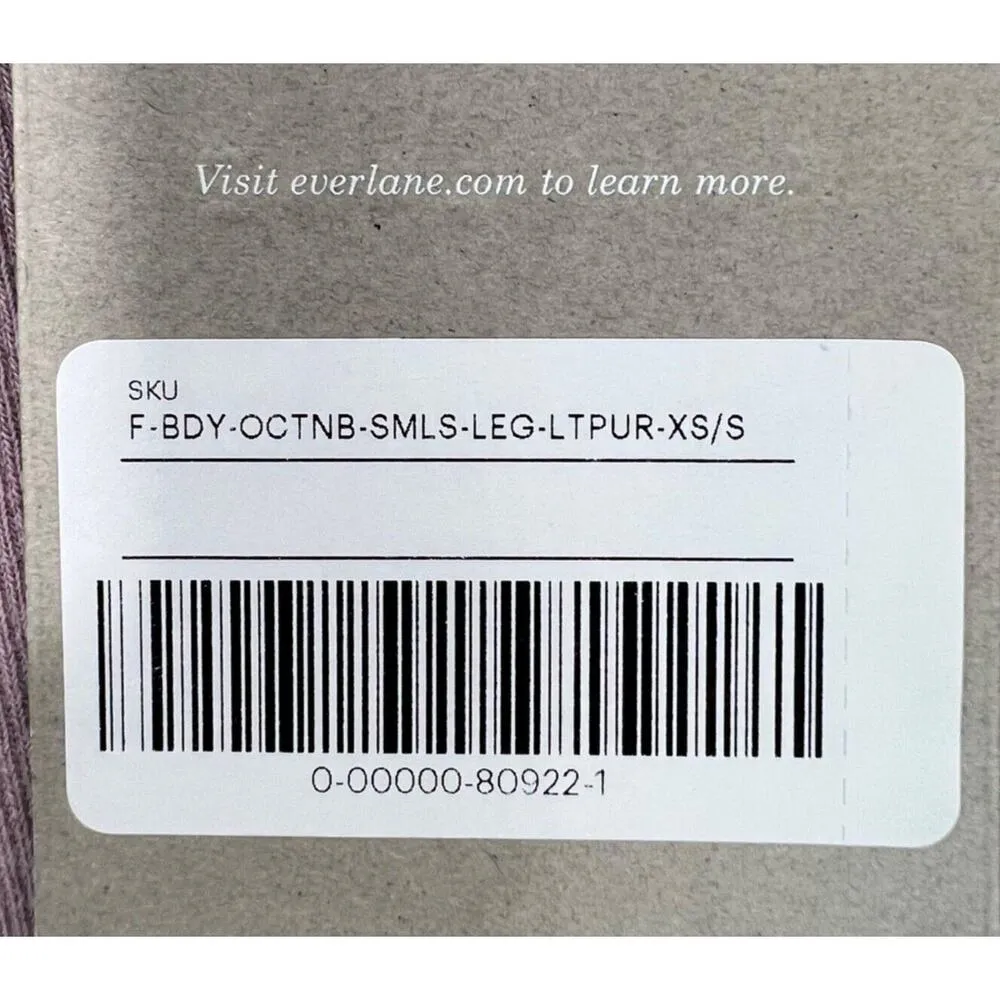 Visit everlane.com to learn more.
SKU
F-BDY-OCTNB-SMLS-LEG-LTPUR-XS/S
0-00000-80922-1